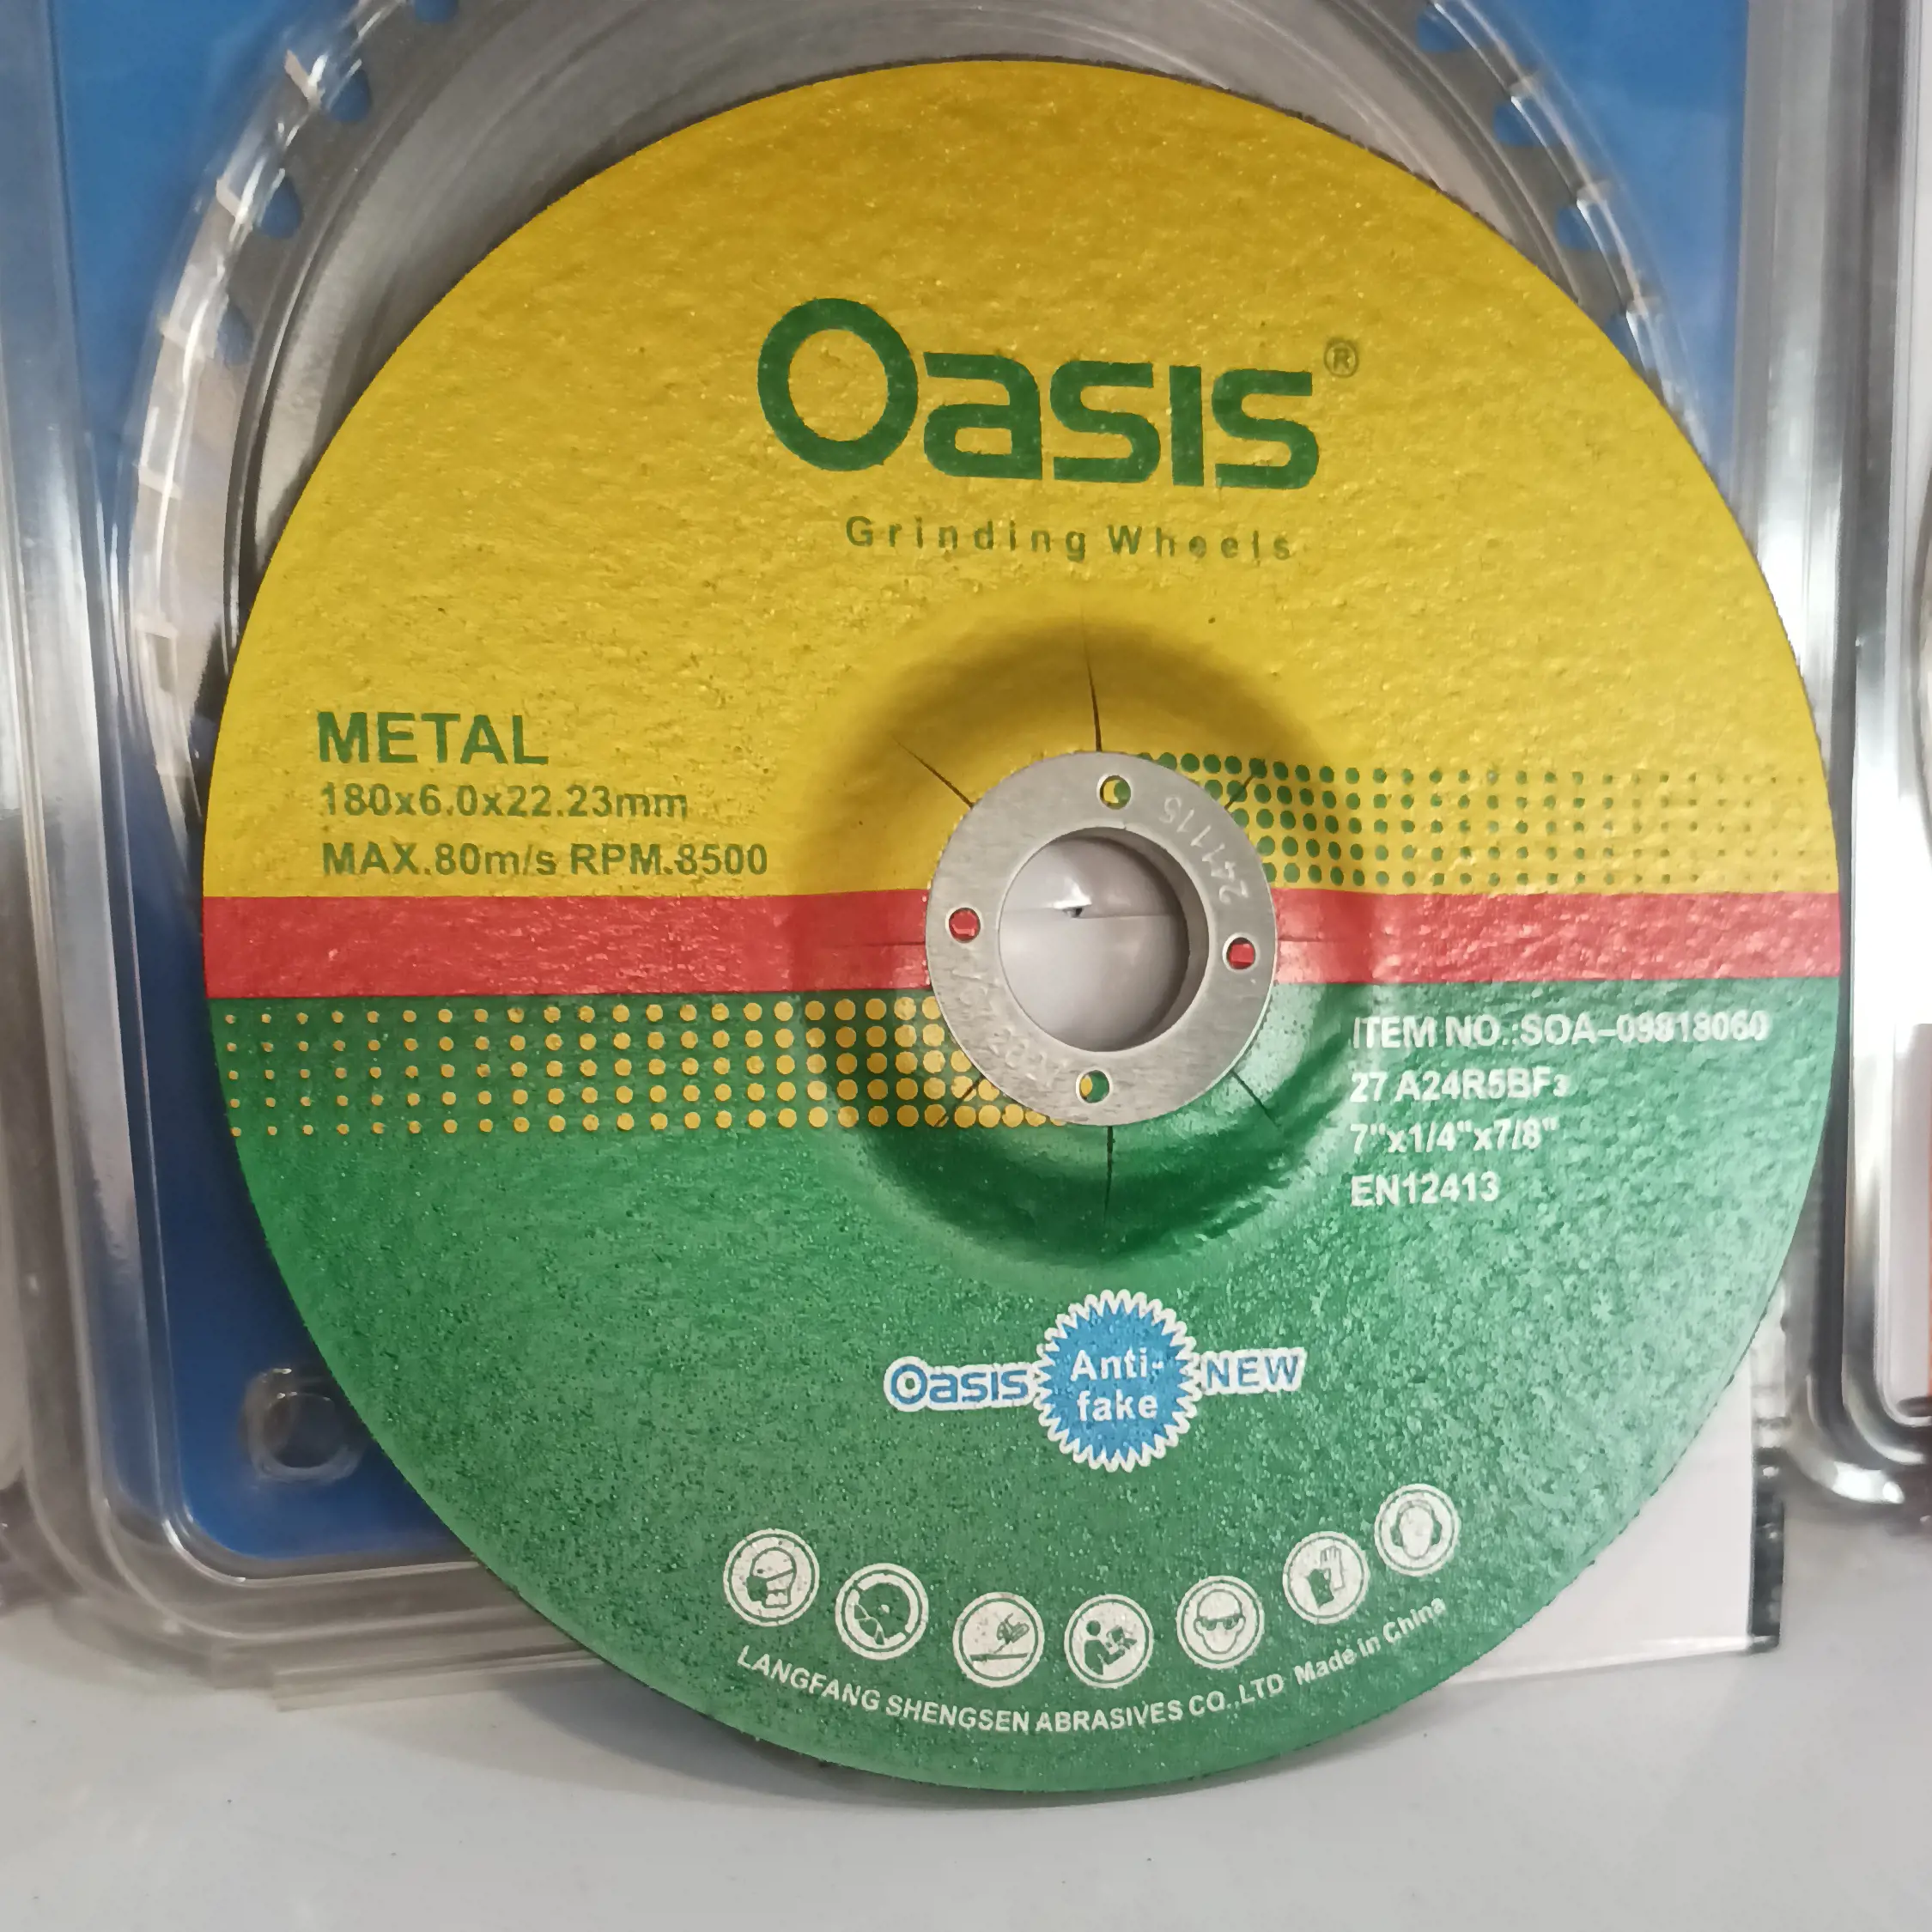 Oasis®
Grinding Wheels
METAL
180x6.0x22.23mm
MAX.80m/s RPM.8500
241115
ITEM NO.:SOA-09818060
27 A24R5BF3
7"x1/4"x7/8"
EN12413
Oasis Anti-fake NEW
LANGFANG SHENGSEN ABRASIVES CO.,LTD Made in China